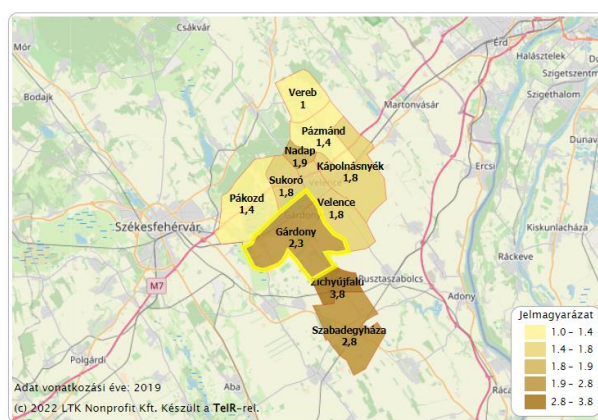 Csákvár
Mór
Érd
Halásztelek
Szigetszentm
Bodajk
Szigethalom
Martonvásár
Vereb
1
Pázmánd
1,4
Nadap
1,9
Kápolnásnyék
1,8
Ercsi
Sukoró
1,8
Pákozd
1,4
Velence
1,8
Székesfehérvár
Gárdony
2,3
Kiskunlacháza
Ráckeve
Zichyújfalu
3,8
Pusztaszabolcs
Adony
M7
Szabadegyháza
2,8
Polgárdi
Aba
Jelmagyarázat
1.0 - 1.4
1.4 - 1.8
1.8 - 1.9
1.9 - 2.8
2.8 - 3.8
Adat vonatkozási éve: 2019
(c) 2022 LTK Nonprofit Kft. Készült a TeIR-rel.